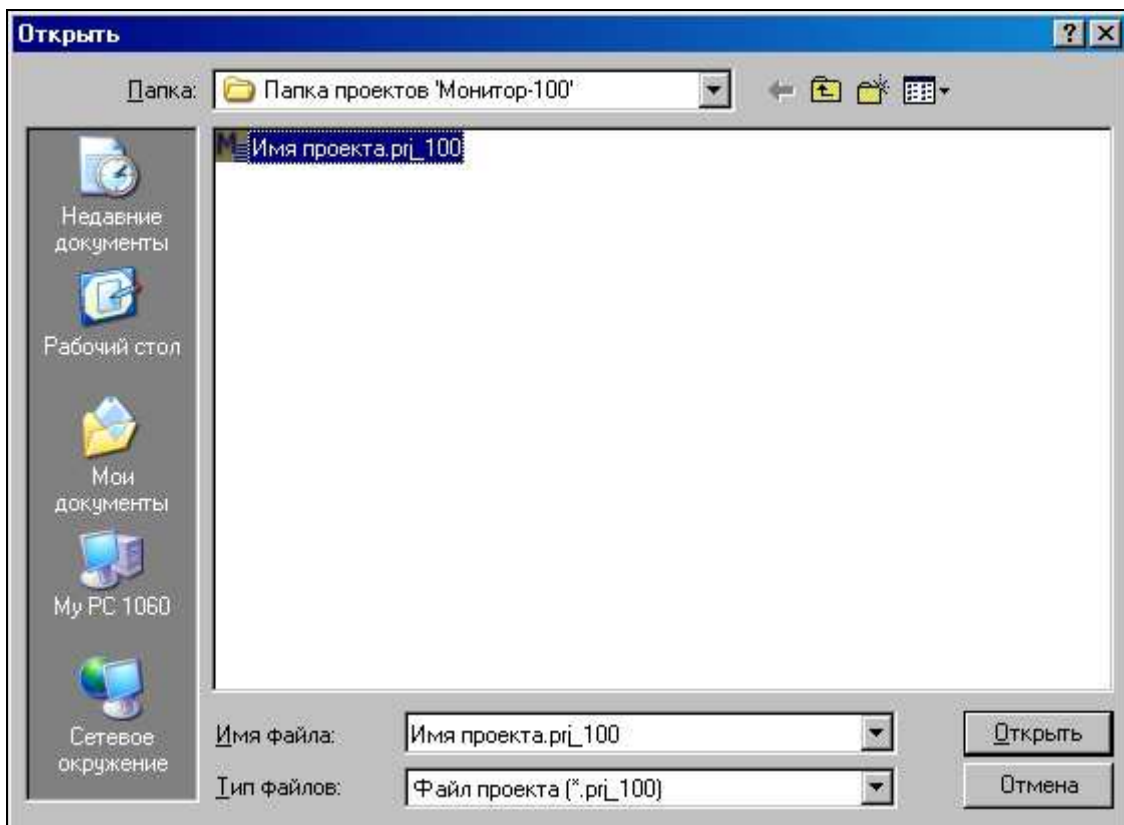 Открыть
Папка: Папка проектов 'Монитор-100'
Имя проекта.prj_100
Недавние
документы
Рабочий стол
Мои
документы
My PC 1060
Сетевое
окружение
Имя файла: Имя проекта.prj_100 Открыть
Тип файлов: Файл проекта (*.prj_100) Отмена